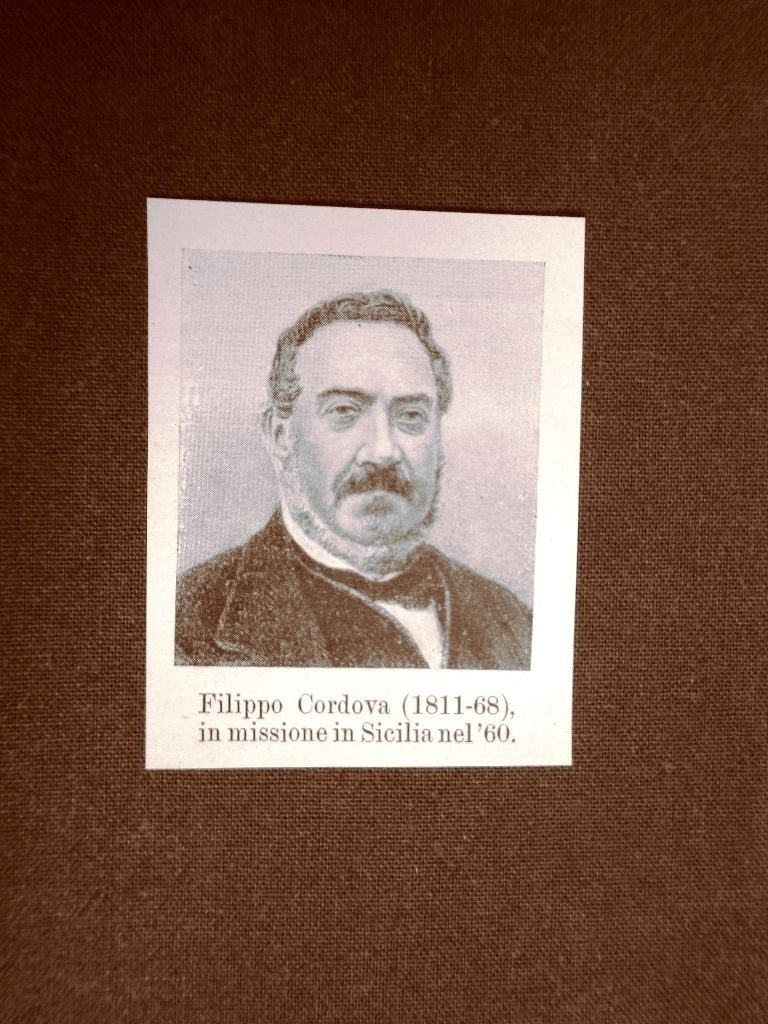 Filippo Cordova (1811-68),
in missione in Sicilia nel '60.